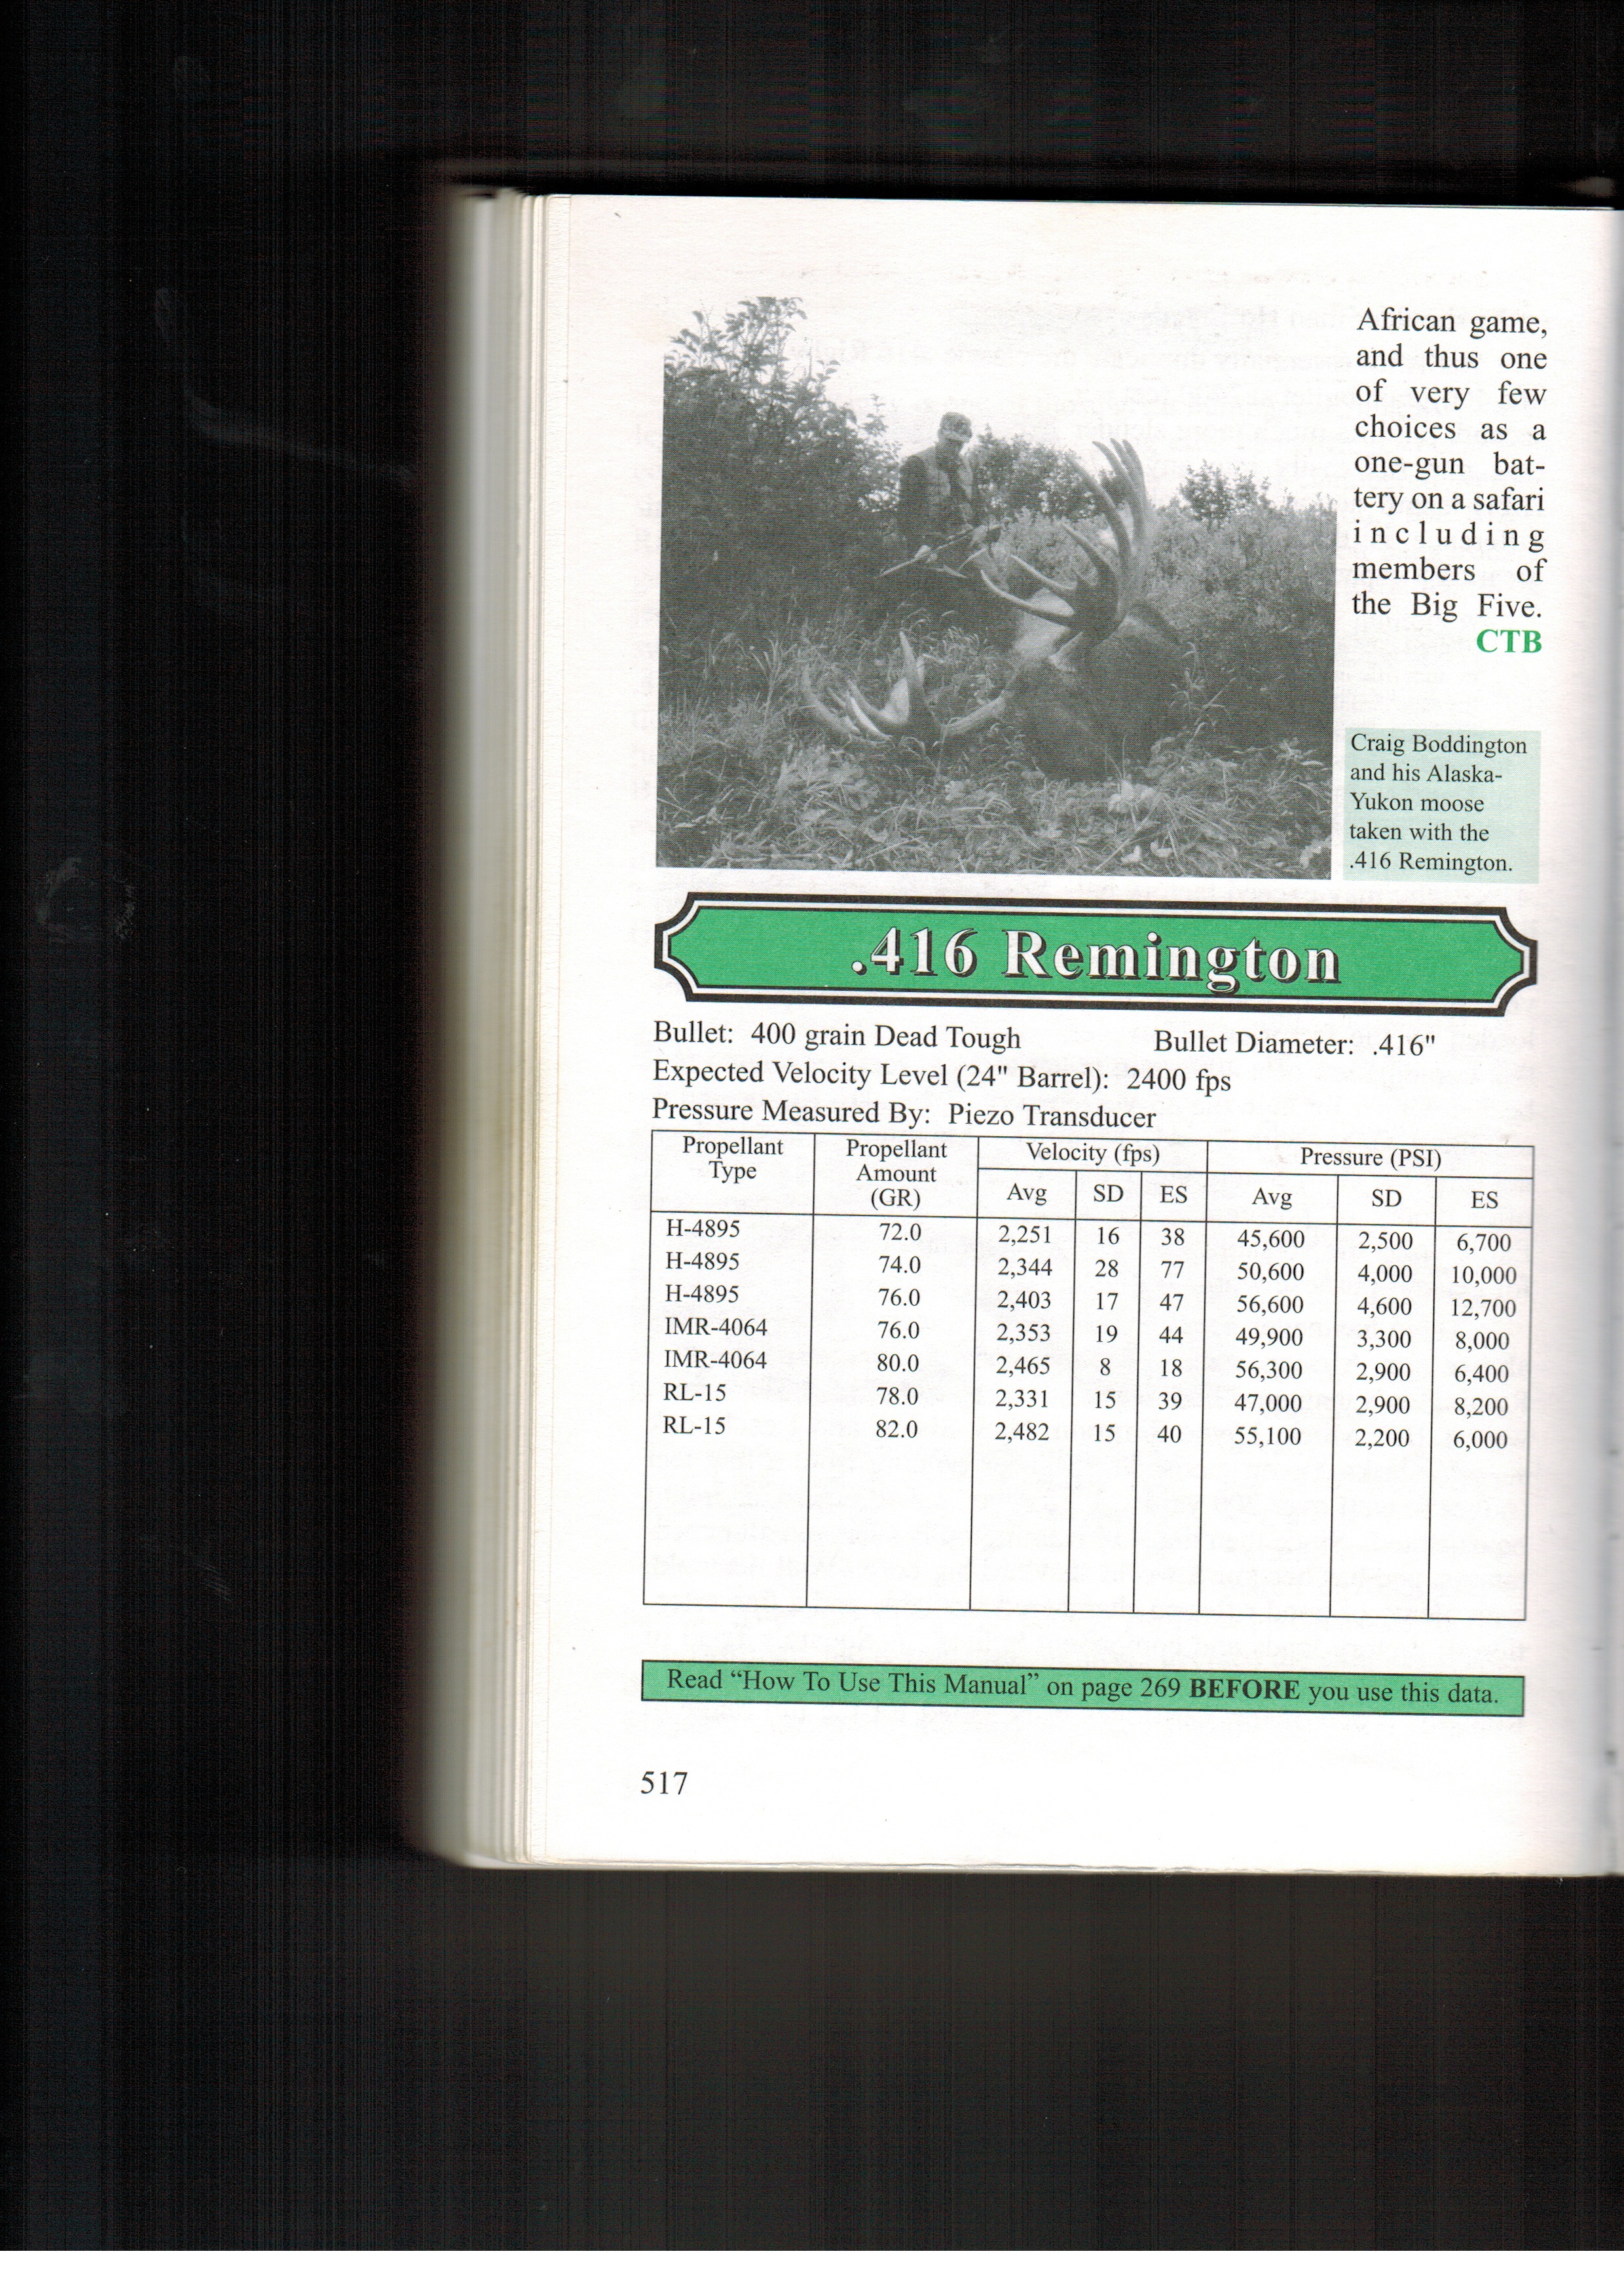 African game,
and thus one
of very few
choices as a
one-gun bat-
tery on a safari
including
members of
the Big Five.
CTB
Craig Boddington
and his Alaska-
Yukon moose
taken with the
.416 Remington.
.416 Remington
Bullet: 400 grain Dead Tough Bullet Diameter: .416"
Expected Velocity Level (24" Barrel): 2400 fps
Pressure Measured By: Piezo Transducer
Propellant Type Propellant Amount (GR) Velocity (fps) Pressure (PSI)
Avg SD ES Avg SD ES
H-4895 72.0 2,251 16 38 45,600 2,500 6,700
H-4895 74.0 2,344 28 77 50,600 4,000 10,000
H-4895 76.0 2,403 17 47 56,600 4,600 12,700
IMR-4064 76.0 2,353 19 44 49,900 3,300 8,000
IMR-4064 80.0 2,465 8 18 56,300 2,900 6,400
RL-15 78.0 2,331 15 39 47,000 2,900 8,200
RL-15 82.0 2,482 15 40 55,100 2,200 6,000
Read “How To Use This Manual” on page 269 BEFORE you use this data.
517